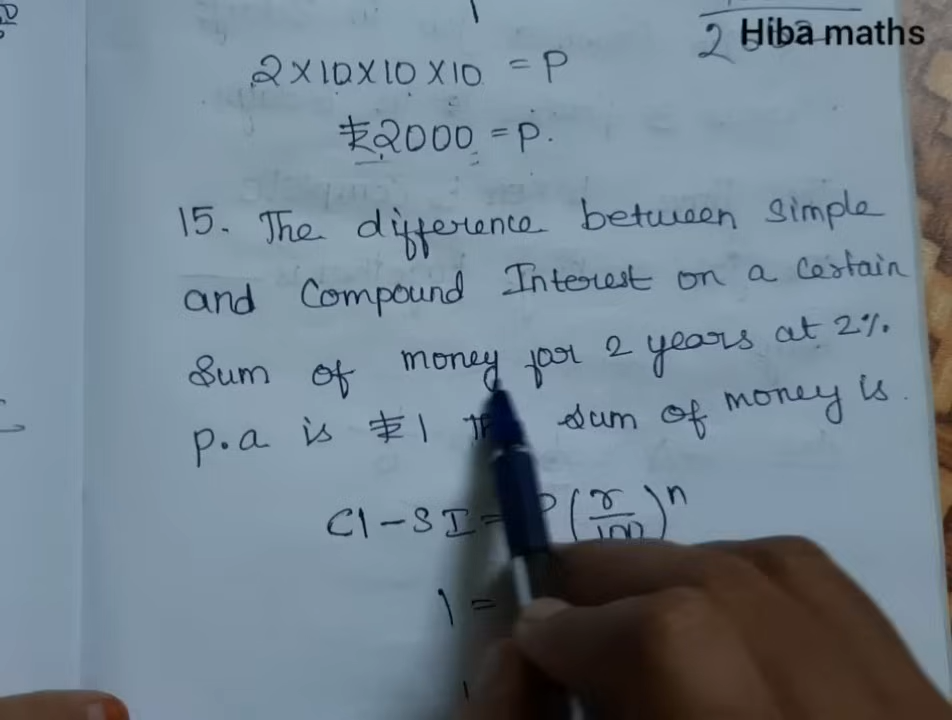 Hiba maths
2×10×10×10 = P
₹2000 = P.
15. The difference between simple
and Compound Interest on a certain
Sum of money for 2 years at 2%
p.a is ₹1 sum of money is
CI-SI= P(r/100)^n
1 =